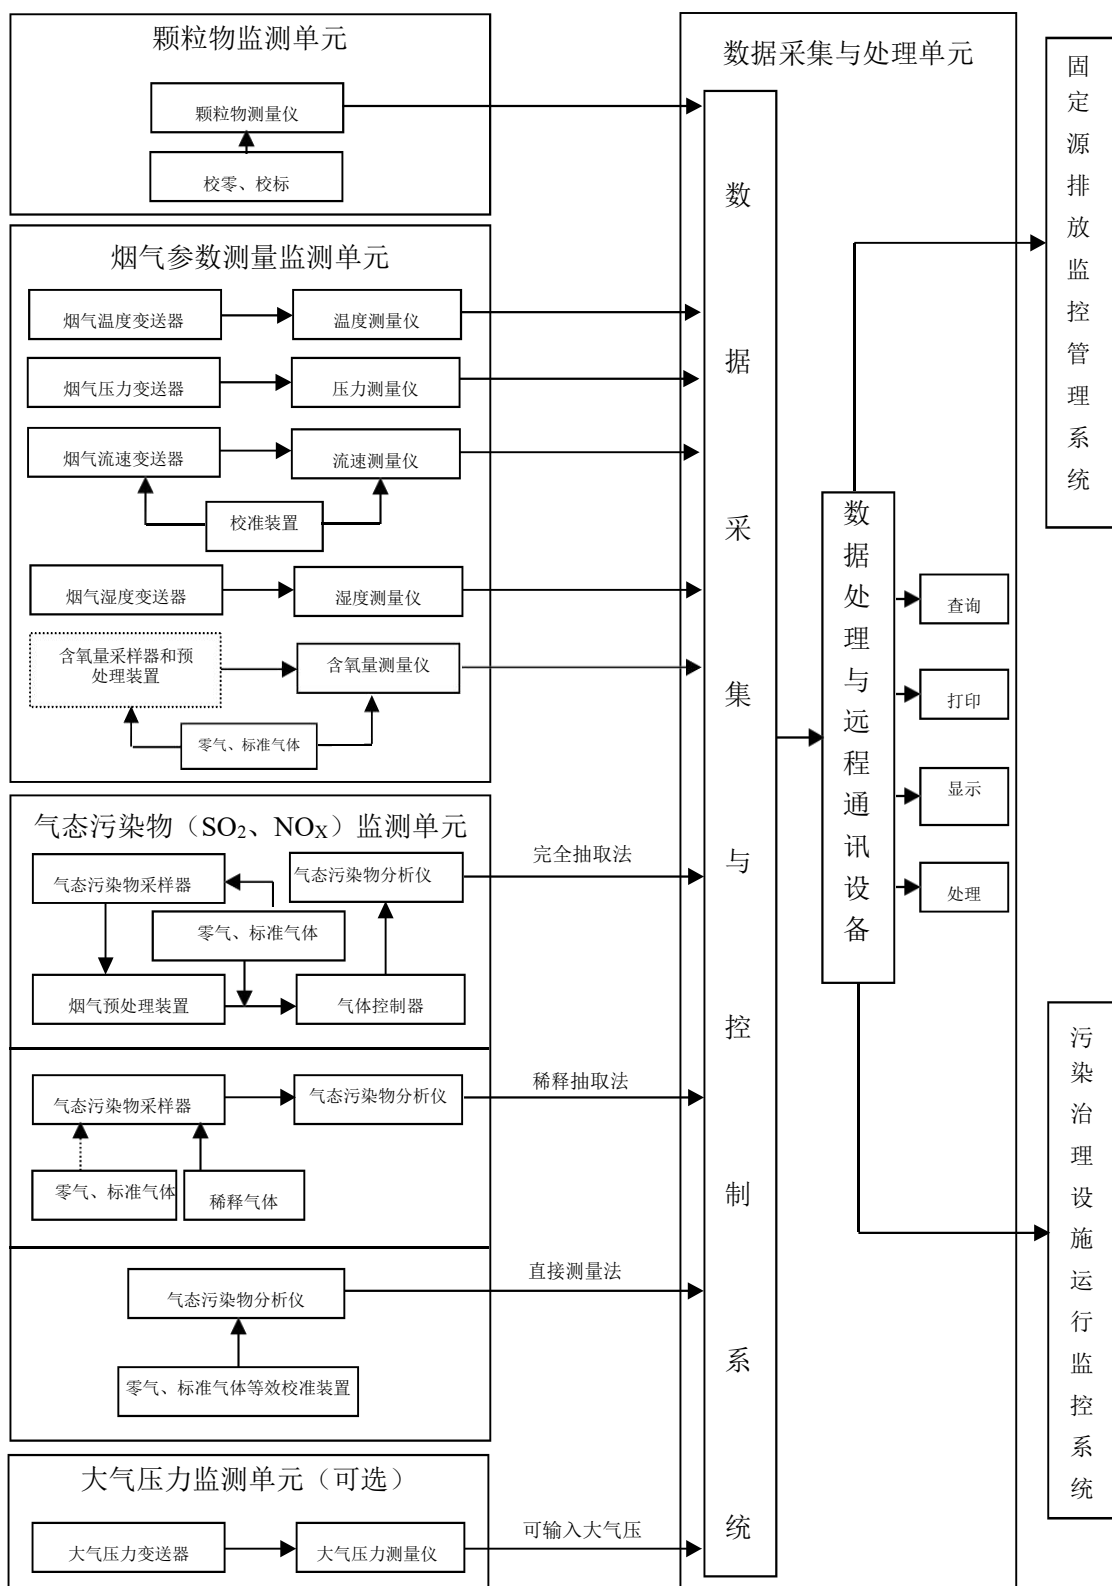 颗粒物监测单元
颗粒物测量仪
校零、校标
烟气参数测量监测单元
烟气温度变送器
温度测量仪
烟气压力变送器
压力测量仪
烟气流速变送器
流速测量仪
校准装置
烟气湿度变送器
湿度测量仪
含氧量采样器和预
处理装置
含氧量测量仪
零气、标准气体
气态污染物（SO₂、NOₓ）监测单元
气态污染物采样器
气态污染物分析仪
零气、标准气体
烟气预处理装置
气体控制器
完全抽取法
气态污染物采样器
气态污染物分析仪
零气、标准气体
稀释气体
稀释抽取法
气态污染物分析仪
零气、标准气体等效校准装置
直接测量法
大气压力监测单元（可选）
大气压力变送器
大气压力测量仪
可输入大气压
数据采集与处理单元
数据采集与控制系统
数据处理与远程通讯设备
查询
打印
显示
处理
固定源排放监控管理系统
污染治理设施运行监控系统